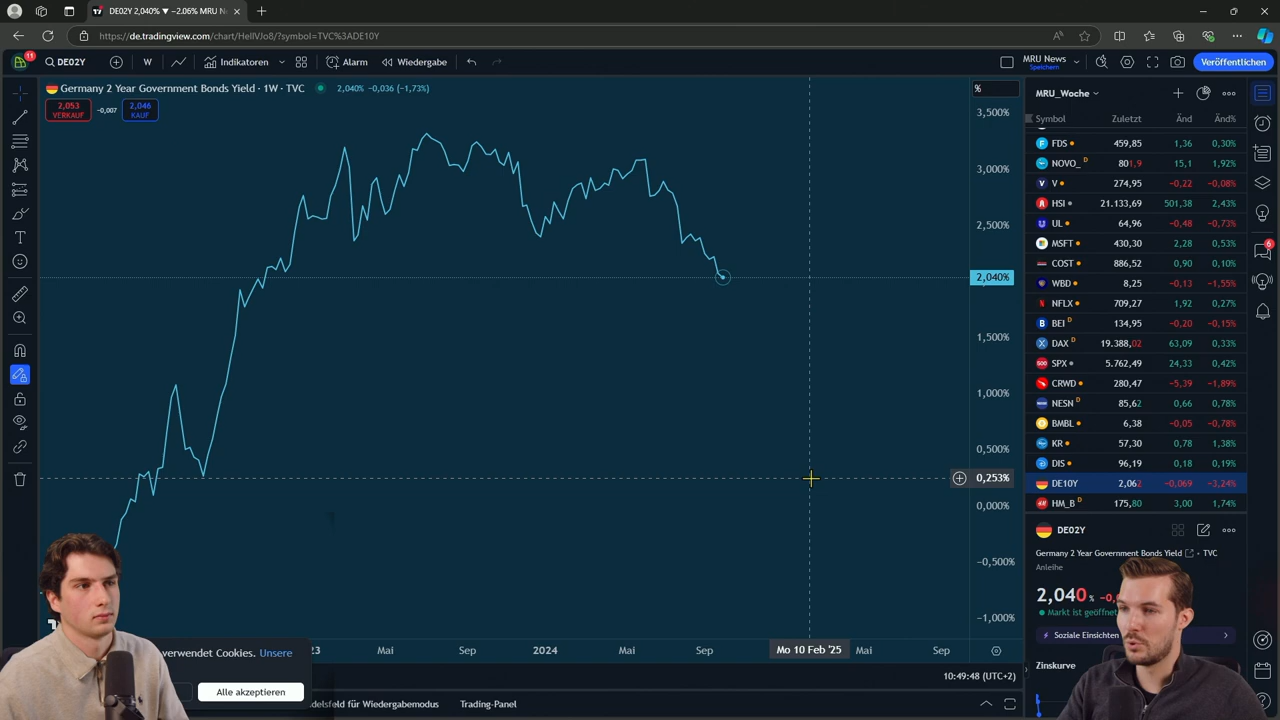 DE02Y 2,040% ▼ −2.06% MRU N
https://de.tradingview.com/chart/HellVJo8/?symbol=TVC%3ADE10Y
11
DE02Y
W
Indikatoren
Alarm
Wiedergabe
MRU News
Speichern
Veröffentlichen
Germany 2 Year Government Bonds Yield · 1W · TVC
2,040% −0,036 (−1,73%)
2,053
VERKAUF
-0,007
2,046
KAUF
%
3,500%
3,000%
2,500%
2,040%
1,500%
1,000%
0,500%
0,253%
0,000%
−0,500%
−1,000%
23
Mai
Sep
2024
Mai
Sep
Mo 10 Feb '25
Mai
Sep
10:49:48 (UTC+2)
verwendet Cookies. Unsere
Alle akzeptieren
ndelsfeld für Wiedergabemodus
Trading-Panel
MRU_Woche
Symbol Zuletzt Änd Änd%
FDS 459,85 1,36 0,30%
NOVO_ D 801,9 15,1 1,92%
V 274,95 −0,22 −0,08%
HSI 21.133,69 501,38 2,43%
UL 64,96 −0,48 −0,73%
MSFT 430,30 2,28 0,53%
COST 886,52 0,90 0,10%
WBD 8,25 −0,13 −1,55%
NFLX 709,27 1,92 0,27%
BEI D 134,95 −0,20 −0,15%
DAX D 19.388,02 63,09 0,33%
SPX 5.762,49 24,33 0,42%
CRWD 280,47 −5,39 −1,89%
NESN D 85,62 0,66 0,78%
BMBL 6,38 −0,05 −0,78%
KR 57,30 0,78 1,38%
DIS 96,19 0,18 0,19%
DE10Y 2,062 −0,069 −3,24%
HM_B D 175,80 3,00 1,74%
6
DE02Y
Germany 2 Year Government Bonds Yield · TVC
Anleihe
2,040 %
Markt ist geöffnet
Soziale Einsichten
Zinskurve